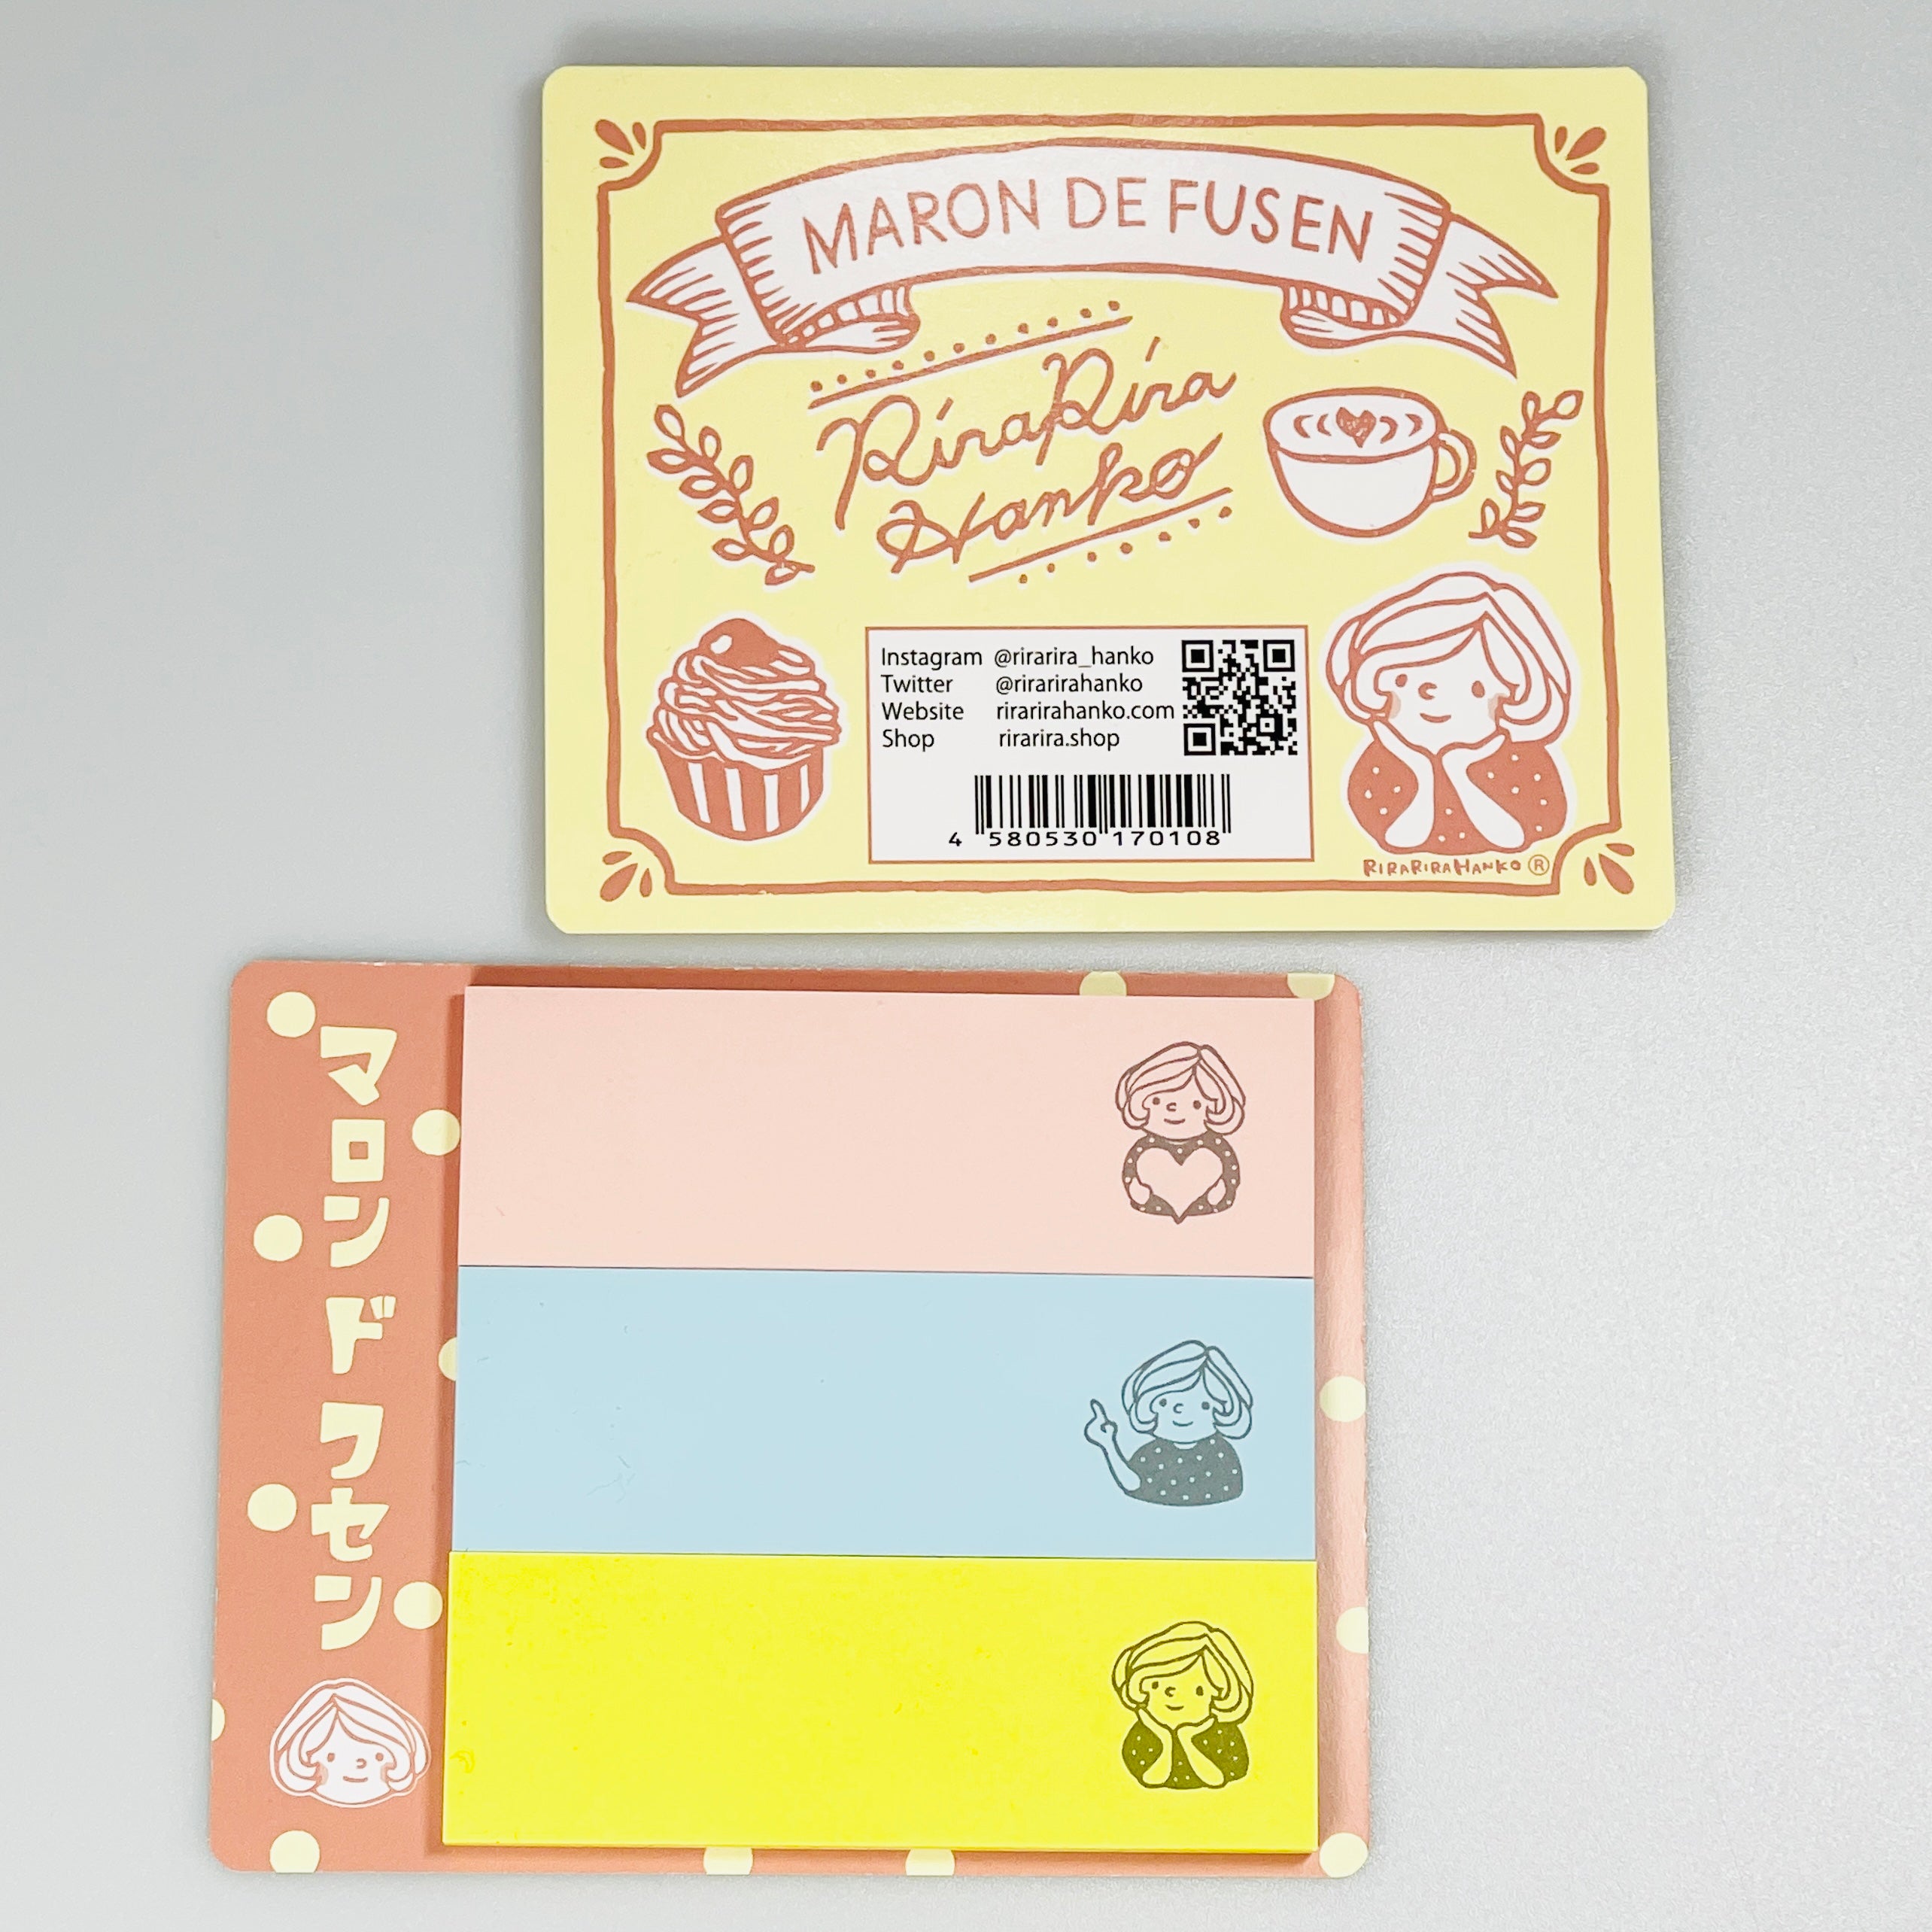 MARON DE FUSEN
RiraRira
Hanko
Instagram @rirarira_hanko
Twitter @rirarirahanko
Website rirarirahanko.com
Shop rirarira.shop
4 580530 170108
RIRARIRAHANKO®
マロンド フセン